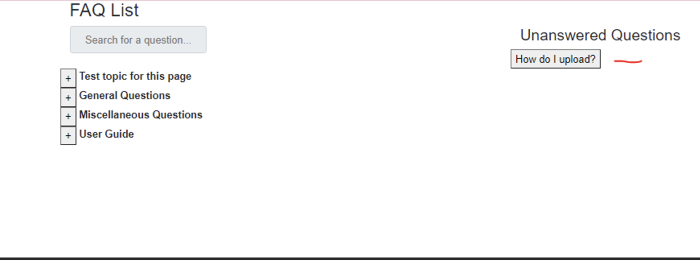 FAQ List
Search for a question...
+ Test topic for this page
+ General Questions
+ Miscellaneous Questions
+ User Guide
Unanswered Questions
How do I upload?